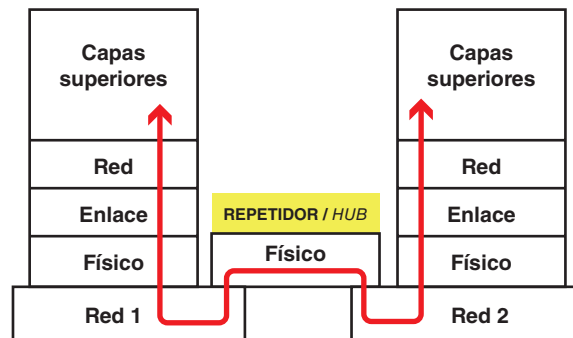 Capas
superiores
Red
Enlace
Físico
Red 1
REPETIDOR / HUB
Físico
Capas
superiores
Red
Enlace
Físico
Red 2